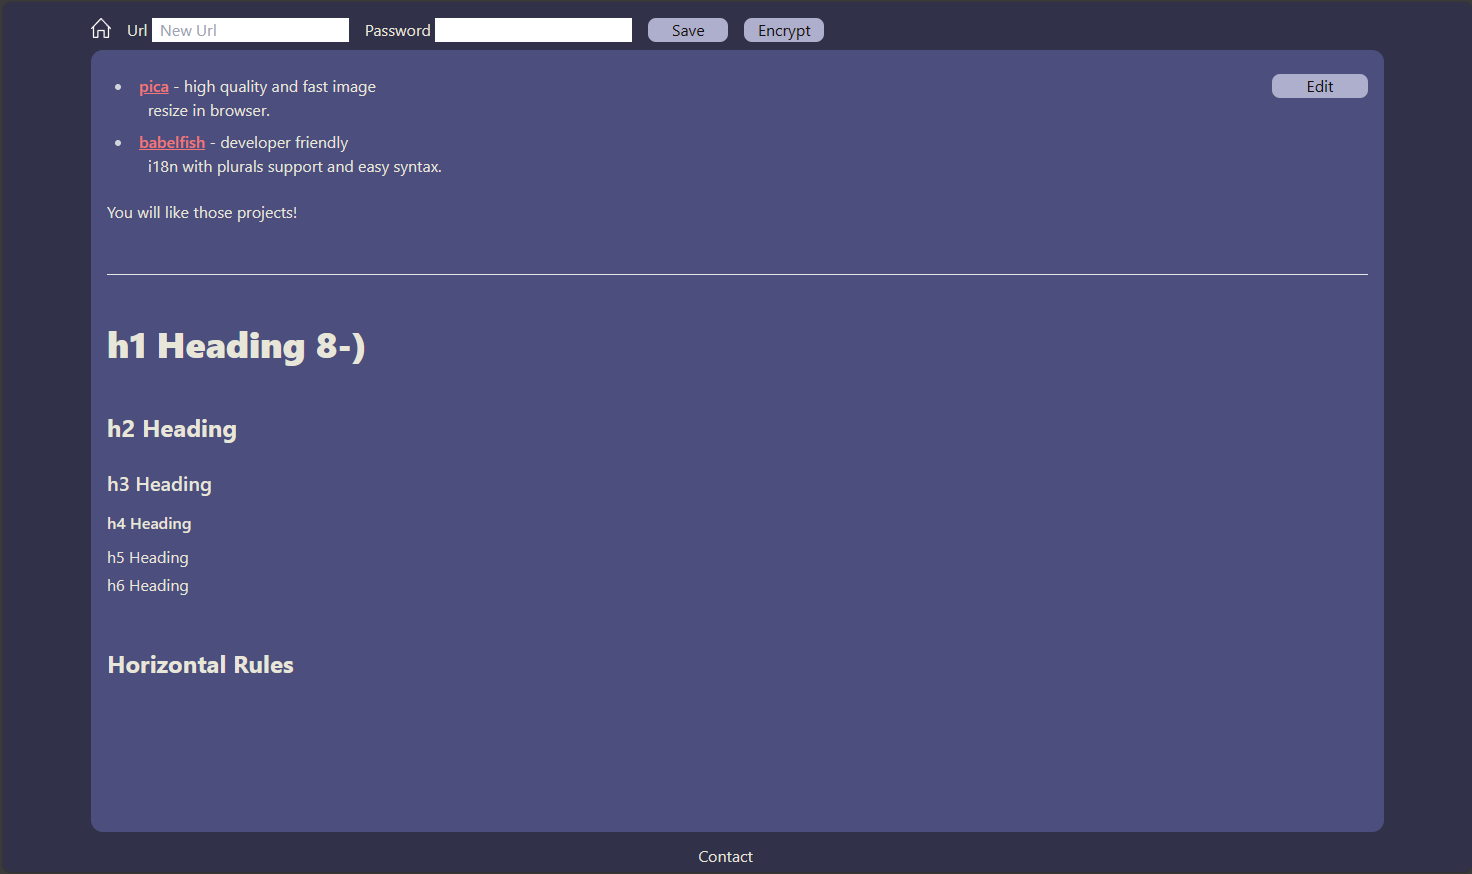 Url New Url Password Save Encrypt
pica - high quality and fast image
resize in browser.
Edit
babelfish - developer friendly
i18n with plurals support and easy syntax.
You will like those projects!
h1 Heading 8-)
h2 Heading
h3 Heading
h4 Heading
h5 Heading
h6 Heading
Horizontal Rules
Contact